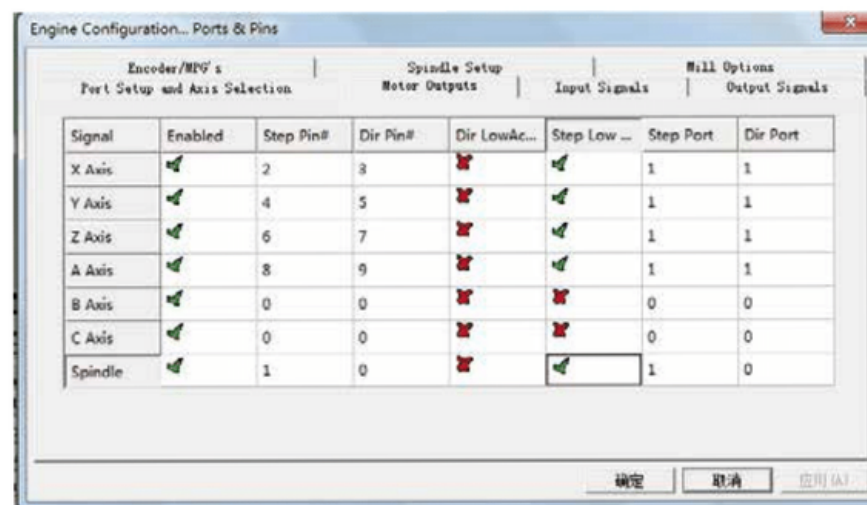 Engine Configuration... Ports & Pins
Encoder/MPG's Spindle Setup Mill Options
Port Setup and Axis Selection Motor Outputs Input Signals Output Signals
Signal Enabled Step Pin# Dir Pin# Dir LowAc... Step Low ... Step Port Dir Port
X Axis 2 3 1 1
Y Axis 4 5 1 1
Z Axis 6 7 1 1
A Axis 8 9 1 1
B Axis 0 0 0 0
C Axis 0 0 0 0
Spindle 1 0 1 0
确定 取消 应用(A)